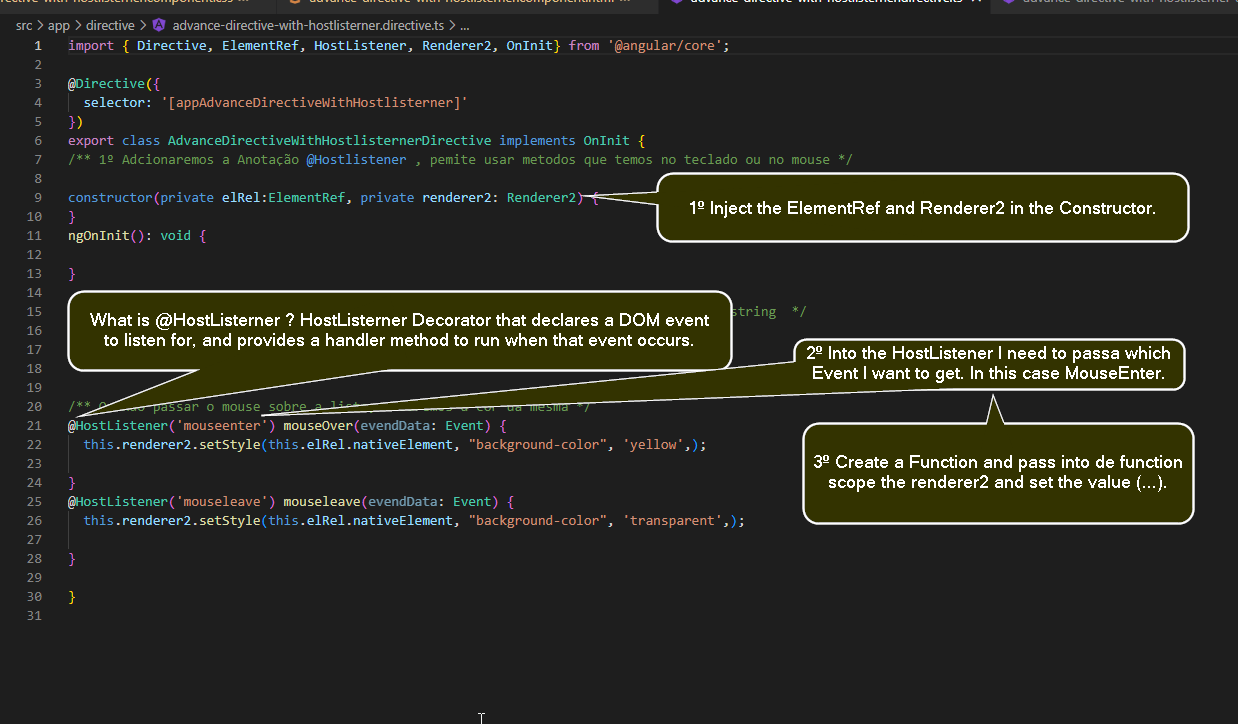 src > app > directive > advance-directive-with-hostlisterner.directive.ts > ...
1 import { Directive, ElementRef, HostListener, Renderer2, OnInit} from '@angular/core';
2
3 @Directive({
4 selector: '[appAdvanceDirectiveWithHostlisterner]'
5 })
6 export class AdvanceDirectiveWithHostlisternerDirective implements OnInit {
7 /** 1º Adcionaremos a Anotação @Hostlistener , pemite usar metodos que temos no teclado ou no mouse */
8
9 constructor(private elRel:ElementRef, private renderer2: Renderer2) {
1º Inject the ElementRef and Renderer2 in the Constructor.
10 }
11 ngOnInit(): void {
12
13 }
14
15 string */
What is @HostListerner ? HostListerner Decorator that declares a DOM event
to listen for, and provides a handler method to run when that event occurs.
16
17
2º Into the HostListener I need to passa which
Event I want to get. In this case MouseEnter.
18
19
20 /** passar o mouse sobre a a cor da mesma */
21 @HostListener('mouseenter') mouseOver(evendData: Event) {
22 this.renderer2.setStyle(this.elRel.nativeElement, "background-color", 'yellow',);
23
3º Create a Function and pass into de function
scope the renderer2 and set the value (...).
24 }
25 @HostListener('mouseleave') mouseleave(evendData: Event) {
26 this.renderer2.setStyle(this.elRel.nativeElement, "background-color", 'transparent',);
27
28 }
29
30 }
31